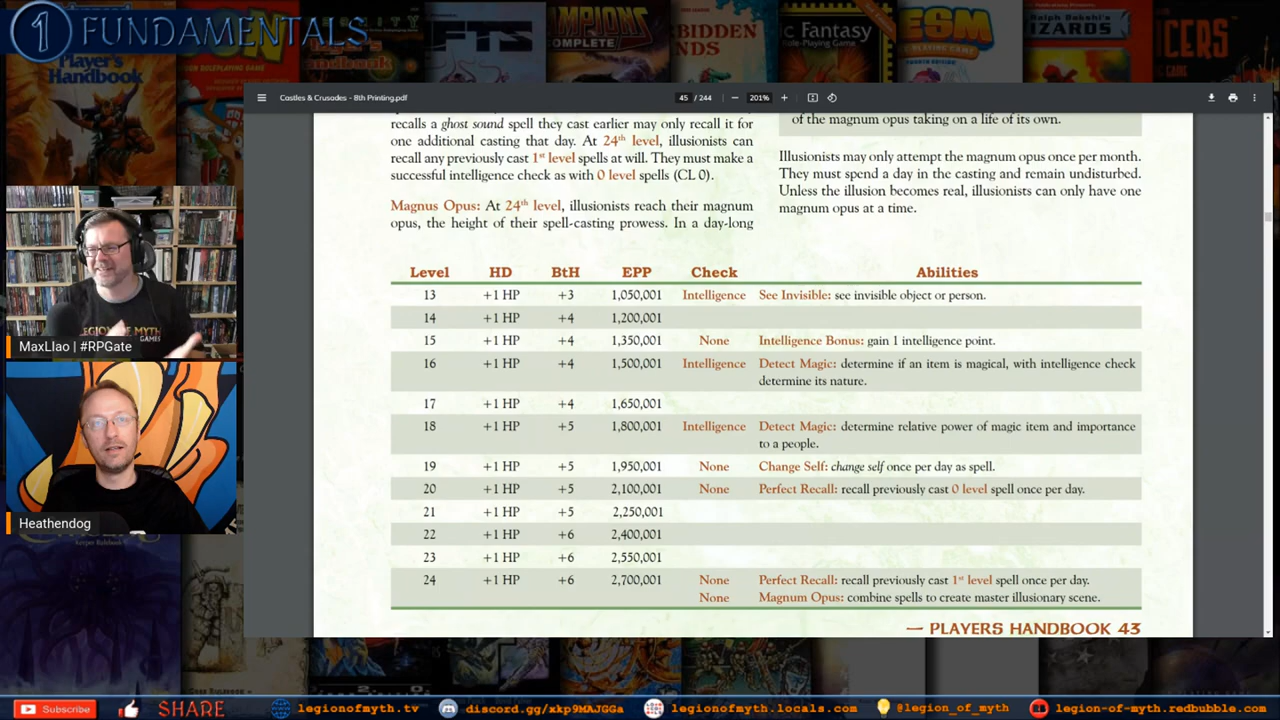 1 FUNDAMENTALS
Player's
Handbook
COMPLETE
Role-Playing Game
Castles & Crusades - 8th Printing.pdf
45 / 244
201%
recalls a ghost sound spell they cast earlier may only recall it for
one additional casting that day. At 24th level, illusionists can
recall any previously cast 1st level spells at will. They must make a
successful intelligence check as with 0 level spells (CL 0).
Magnus Opus: At 24th level, illusionists reach their magnum
opus, the height of their spell-casting prowess. In a day-long
of the magnum opus taking on a life of its own.
Illusionists may only attempt the magnum opus once per month.
They must spend a day in the casting and remain undisturbed.
Unless the illusion becomes real, illusionists can only have one
magnum opus at a time.
Level HD BtH EPP Check Abilities
13 +1 HP +3 1,050,001 Intelligence See Invisible: see invisible object or person.
14 +1 HP +4 1,200,001
15 +1 HP +4 1,350,001 None Intelligence Bonus: gain 1 intelligence point.
16 +1 HP +4 1,500,001 Intelligence Detect Magic: determine if an item is magical, with intelligence check
determine its nature.
17 +1 HP +4 1,650,001
18 +1 HP +5 1,800,001 Intelligence Detect Magic: determine relative power of magic item and importance
to a people.
19 +1 HP +5 1,950,001 None Change Self: change self once per day as spell.
20 +1 HP +5 2,100,001 None Perfect Recall: recall previously cast 0 level spell once per day.
21 +1 HP +5 2,250,001
22 +1 HP +6 2,400,001
23 +1 HP +6 2,550,001
24 +1 HP +6 2,700,001 None Perfect Recall: recall previously cast 1st level spell once per day.
None Magnum Opus: combine spells to create master illusionary scene.
— PLAYERS HANDBOOK 43
MaxLIao | #RPGate
Heathendog
Subscribe
SHARE
legionofmyth.tv
discord.gg/xkp9MAJGGa
legionofmyth.locals.com
@legion_of_myth
legion-of-myth.redbubble.com